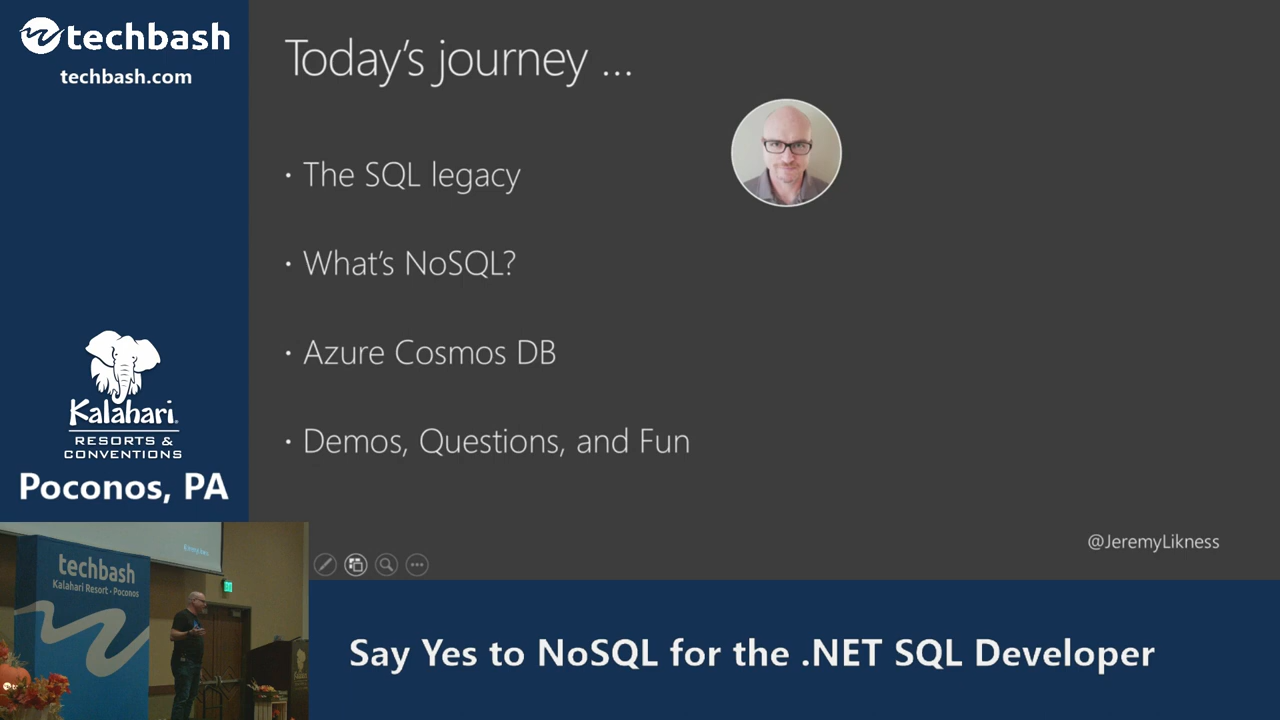 techbash
techbash.com
Today's journey ...
• The SQL legacy
• What's NoSQL?
• Azure Cosmos DB
• Demos, Questions, and Fun
@JeremyLikness
Kalahari
RESORTS &
CONVENTIONS
Poconos, PA
techbash
Kalahari Resort - Poconos
Say Yes to NoSQL for the .NET SQL Developer